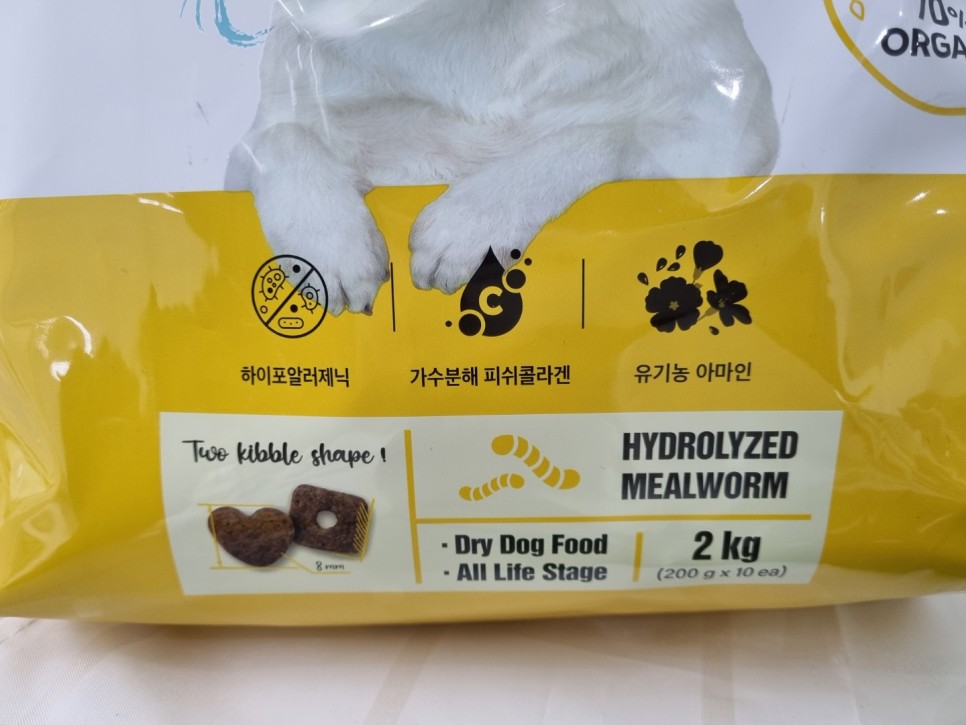 ORGA
하이포알러제닉
가수분해 피쉬콜라겐
유기농 아마인
Two kibble shape !
8 mm
HYDROLYZED
MEALWORM
· Dry Dog Food
· All Life Stage
2 kg
(200 g x 10 ea)